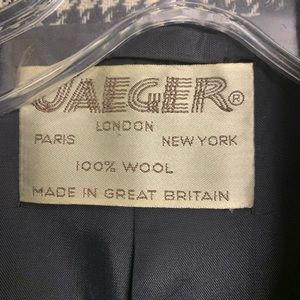 JAEGER®
LONDON
PARIS NEW YORK
100% WOOL
MADE IN GREAT BRITAIN